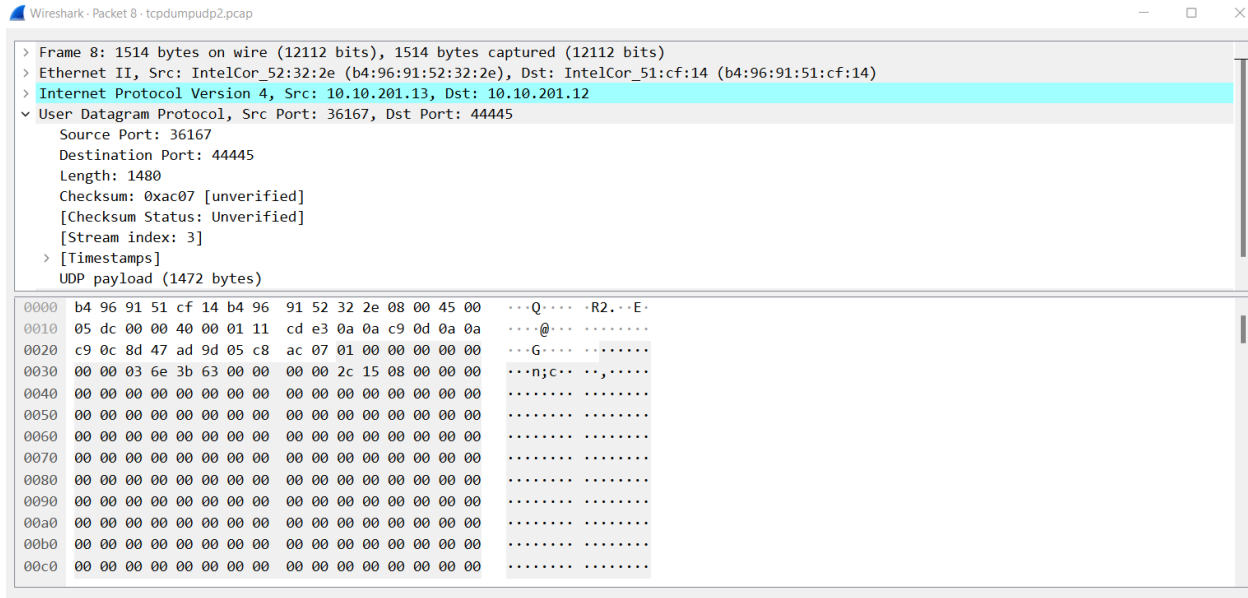 Wireshark · Packet 8 · tcpdumpudp2.pcap
Frame 8: 1514 bytes on wire (12112 bits), 1514 bytes captured (12112 bits)
Ethernet II, Src: IntelCor_52:32:2e (b4:96:91:52:32:2e), Dst: IntelCor_51:cf:14 (b4:96:91:51:cf:14)
Internet Protocol Version 4, Src: 10.10.201.13, Dst: 10.10.201.12
User Datagram Protocol, Src Port: 36167, Dst Port: 44445
Source Port: 36167
Destination Port: 44445
Length: 1480
Checksum: 0xac07 [unverified]
[Checksum Status: Unverified]
[Stream index: 3]
[Timestamps]
UDP payload (1472 bytes)
0000 b4 96 91 51 cf 14 b4 96 91 52 32 2e 08 00 45 00 ···Q···· ·R2.··E·
0010 05 dc 00 00 40 00 01 11 cd e3 0a 0a c9 0d 0a 0a ····@··· ········
0020 c9 0c 8d 47 ad 9d 05 c8 ac 07 01 00 00 00 00 00 ···G···· ········
0030 00 00 03 6e 3b 63 00 00 00 00 2c 15 08 00 00 00 ···n;c·· ··,·····
0040 00 00 00 00 00 00 00 00 00 00 00 00 00 00 00 00 ········ ········
0050 00 00 00 00 00 00 00 00 00 00 00 00 00 00 00 00 ········ ········
0060 00 00 00 00 00 00 00 00 00 00 00 00 00 00 00 00 ········ ········
0070 00 00 00 00 00 00 00 00 00 00 00 00 00 00 00 00 ········ ········
0080 00 00 00 00 00 00 00 00 00 00 00 00 00 00 00 00 ········ ········
0090 00 00 00 00 00 00 00 00 00 00 00 00 00 00 00 00 ········ ········
00a0 00 00 00 00 00 00 00 00 00 00 00 00 00 00 00 00 ········ ········
00b0 00 00 00 00 00 00 00 00 00 00 00 00 00 00 00 00 ········ ········
00c0 00 00 00 00 00 00 00 00 00 00 00 00 00 00 00 00 ········ ········